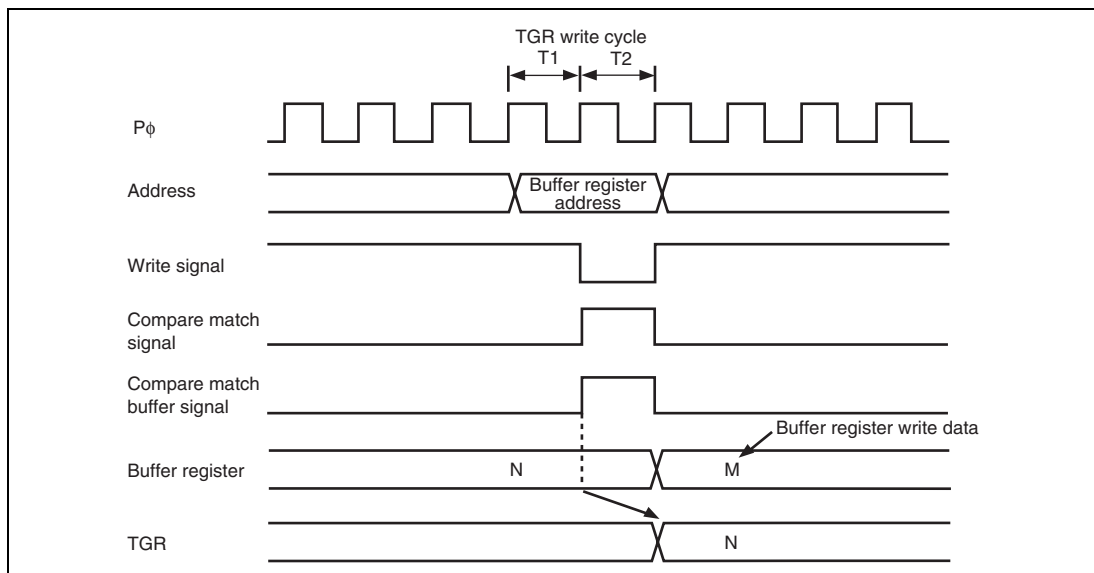 TGR write cycle
T1 T2
Pϕ
Address
Buffer register
address
Write signal
Compare match
signal
Compare match
buffer signal
Buffer register write data
Buffer register
N M
TGR
N